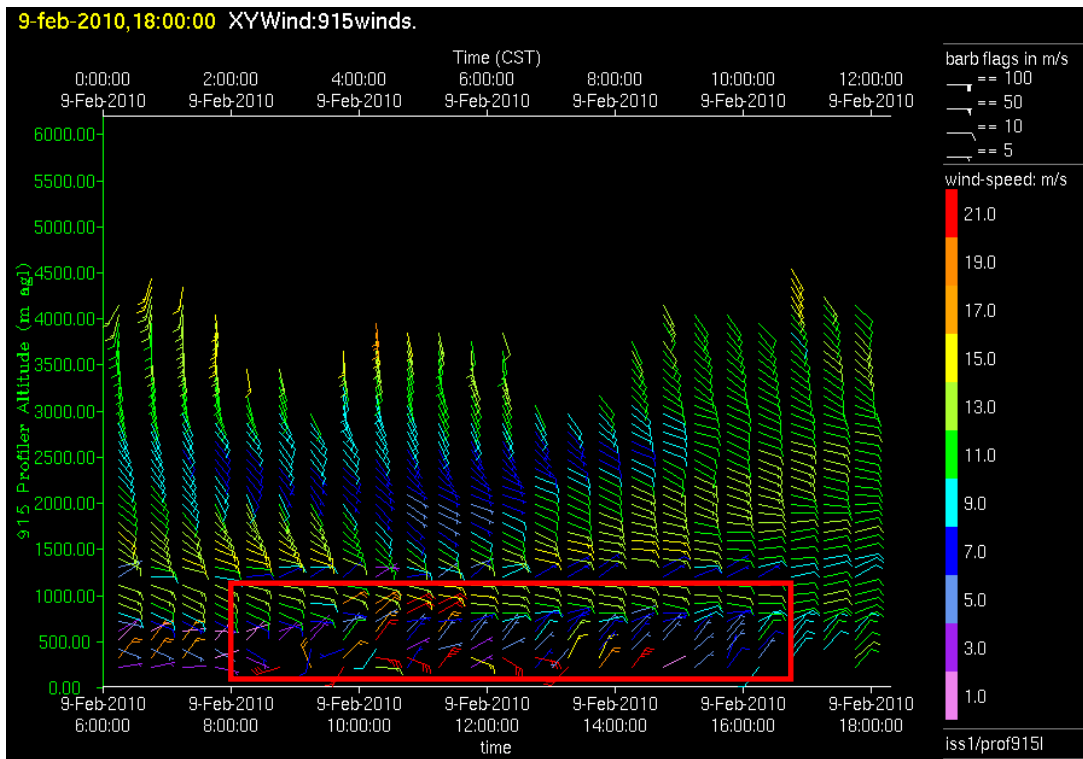 9-feb-2010,18:00:00 XYWind:915winds.
Time (CST)
0:00:00 2:00:00 4:00:00 6:00:00 8:00:00 10:00:00 12:00:00
9-Feb-2010 9-Feb-2010 9-Feb-2010 9-Feb-2010 9-Feb-2010 9-Feb-2010 9-Feb-2010
barb flags in m/s
== 100
== 50
== 10
== 5
wind-speed: m/s
21.0
19.0
17.0
15.0
13.0
11.0
9.0
7.0
5.0
3.0
1.0
iss1/prof915l
915 Profiler Altitude (m agl)
6000.00
5500.00
5000.00
4500.00
4000.00
3500.00
3000.00
2500.00
2000.00
1500.00
1000.00
500.00
0.00
9-Feb-2010 9-Feb-2010 9-Feb-2010 9-Feb-2010 9-Feb-2010 9-Feb-2010 9-Feb-2010
6:00:00 8:00:00 10:00:00 12:00:00 14:00:00 16:00:00 18:00:00
time